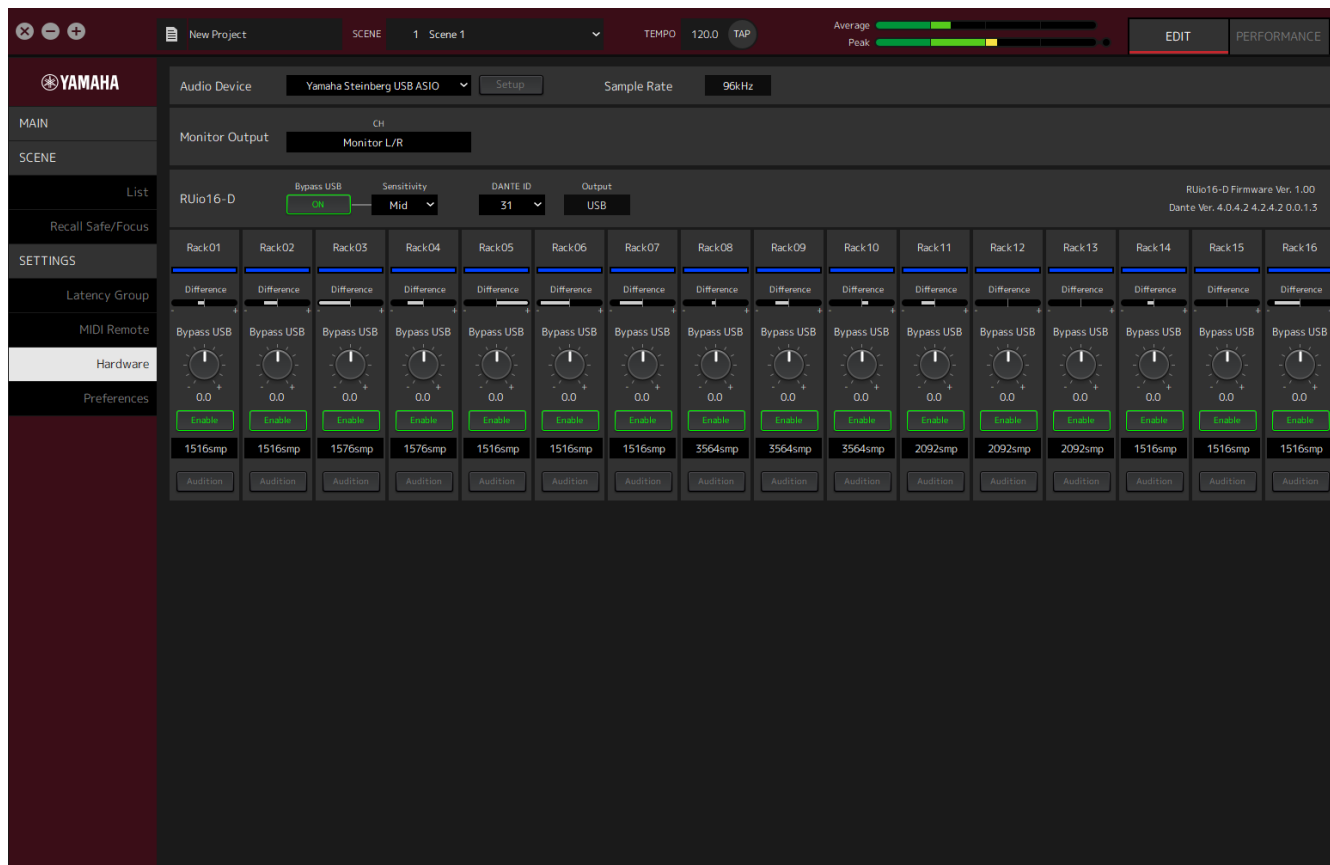 New Project SCENE 1 Scene 1 TEMPO 120.0 TAP Average Peak EDIT PERFORMANCE
YAMAHA
MAIN
SCENE
List
Recall Safe/Focus
SETTINGS
Latency Group
MIDI Remote
Hardware
Preferences
Audio Device Yamaha Steinberg USB ASIO Setup Sample Rate 96kHz
CH
Monitor Output Monitor L/R
Bypass USB Sensitivity DANTE ID Output
RUio16-D ON Mid 31 USB
RUio16-D Firmware Ver. 1.00
Dante Ver. 4.0.4.2 4.2.4.2 0.0.1.3
Rack01 Rack02 Rack03 Rack04 Rack05 Rack06 Rack07 Rack08 Rack09 Rack10 Rack11 Rack12 Rack13 Rack14 Rack15 Rack16
Difference Difference Difference Difference Difference Difference Difference Difference Difference Difference Difference Difference Difference Difference Difference Difference
- + - + - + - + - + - + - + - + - + - + - + - + - + - + - + - +
Bypass USB Bypass USB Bypass USB Bypass USB Bypass USB Bypass USB Bypass USB Bypass USB Bypass USB Bypass USB Bypass USB Bypass USB Bypass USB Bypass USB Bypass USB Bypass USB
- + - + - + - + - + - + - + - + - + - + - + - + - + - + - + - +
0.0 0.0 0.0 0.0 0.0 0.0 0.0 0.0 0.0 0.0 0.0 0.0 0.0 0.0 0.0 0.0
Enable Enable Enable Enable Enable Enable Enable Enable Enable Enable Enable Enable Enable Enable Enable Enable
1516smp 1516smp 1576smp 1576smp 1516smp 1516smp 1516smp 3564smp 3564smp 3564smp 2092smp 2092smp 2092smp 1516smp 1516smp 1516smp
Audition Audition Audition Audition Audition Audition Audition Audition Audition Audition Audition Audition Audition Audition Audition Audition